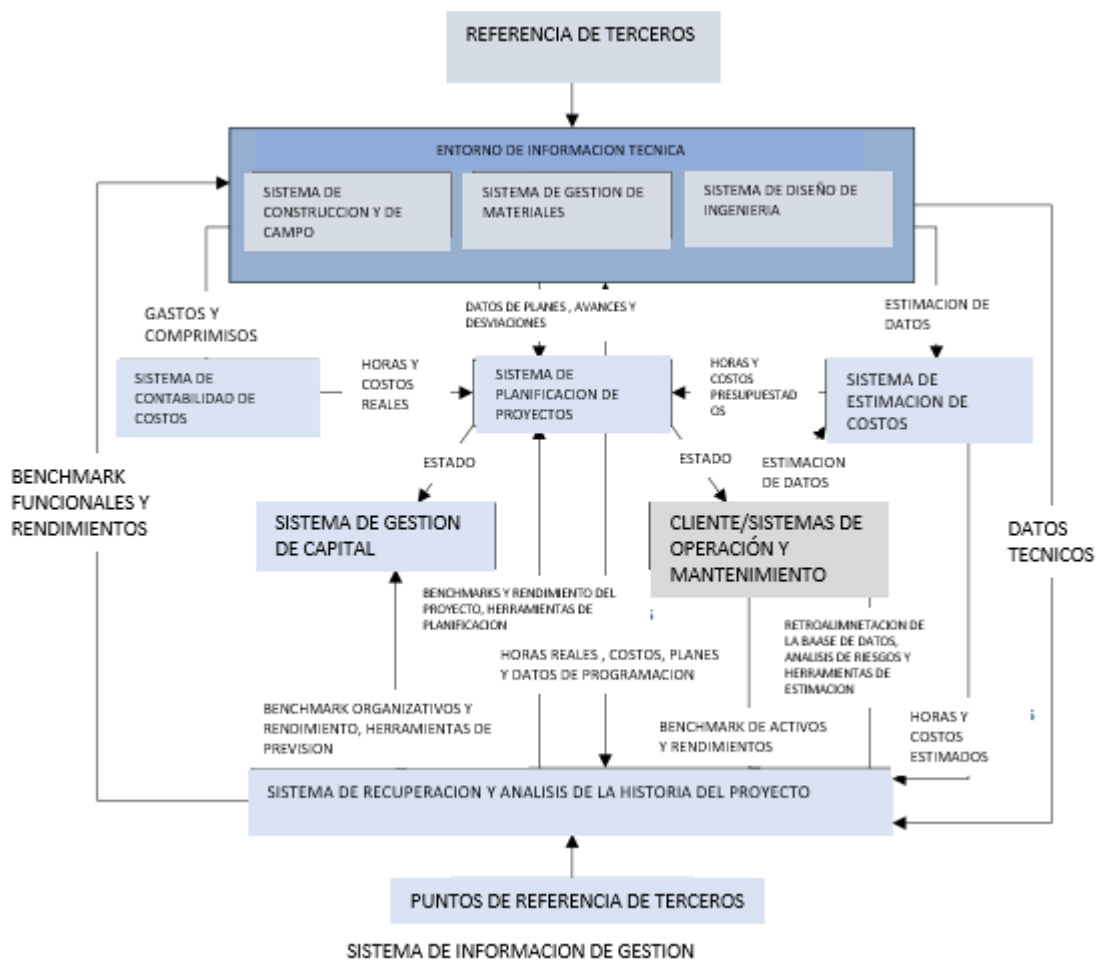 REFERENCIA DE TERCEROS
ENTORNO DE INFORMACION TECNICA
SISTEMA DE
CONSTRUCCION Y DE
CAMPO
SISTEMA DE GESTION DE
MATERIALES
SISTEMA DE DISEÑO DE
INGENIERIA
GASTOS Y
COMPRIMISOS
DATOS DE PLANES , AVANCES Y
DESVIACIONES
ESTIMACION DE
DATOS
SISTEMA DE
CONTABILIDAD DE
COSTOS
HORAS Y
COSTOS
REALES
SISTEMA DE
PLANIFICACION DE
PROYECTOS
HORAS Y
COSTOS
PRESUPUESTAD
OS
SISTEMA DE
ESTIMACION DE
COSTOS
BENCHMARK
FUNCIONALES Y
RENDIMIENTOS
ESTADO
ESTADO
ESTIMACION
DE DATOS
SISTEMA DE GESTION
DE CAPITAL
CLIENTE/SISTEMAS DE
OPERACIÓN Y
MANTENIMIENTO
DATOS
TECNICOS
BENCHMARKS Y RENDIMIENTO DEL
PROYECTO, HERRAMIENTAS DE
PLANIFICACION
RETROALIMNETACION DE
LA BAASE DE DATOS,
ANALISIS DE RIESGOS Y
HERRAMIENTAS DE
ESTIMACION
HORAS REALES , COSTOS, PLANES
Y DATOS DE PROGRAMACION
BENCHMARK ORGANIZATIVOS Y
RENDIMIENTO, HERRAMIENTAS DE
PREVISION
BENCHMARK DE ACTIVOS
Y RENDIMIENTOS
HORAS Y
COSTOS
ESTIMADOS
SISTEMA DE RECUPERACION Y ANALISIS DE LA HISTORIA DEL PROYECTO
PUNTOS DE REFERENCIA DE TERCEROS
SISTEMA DE INFORMACION DE GESTION